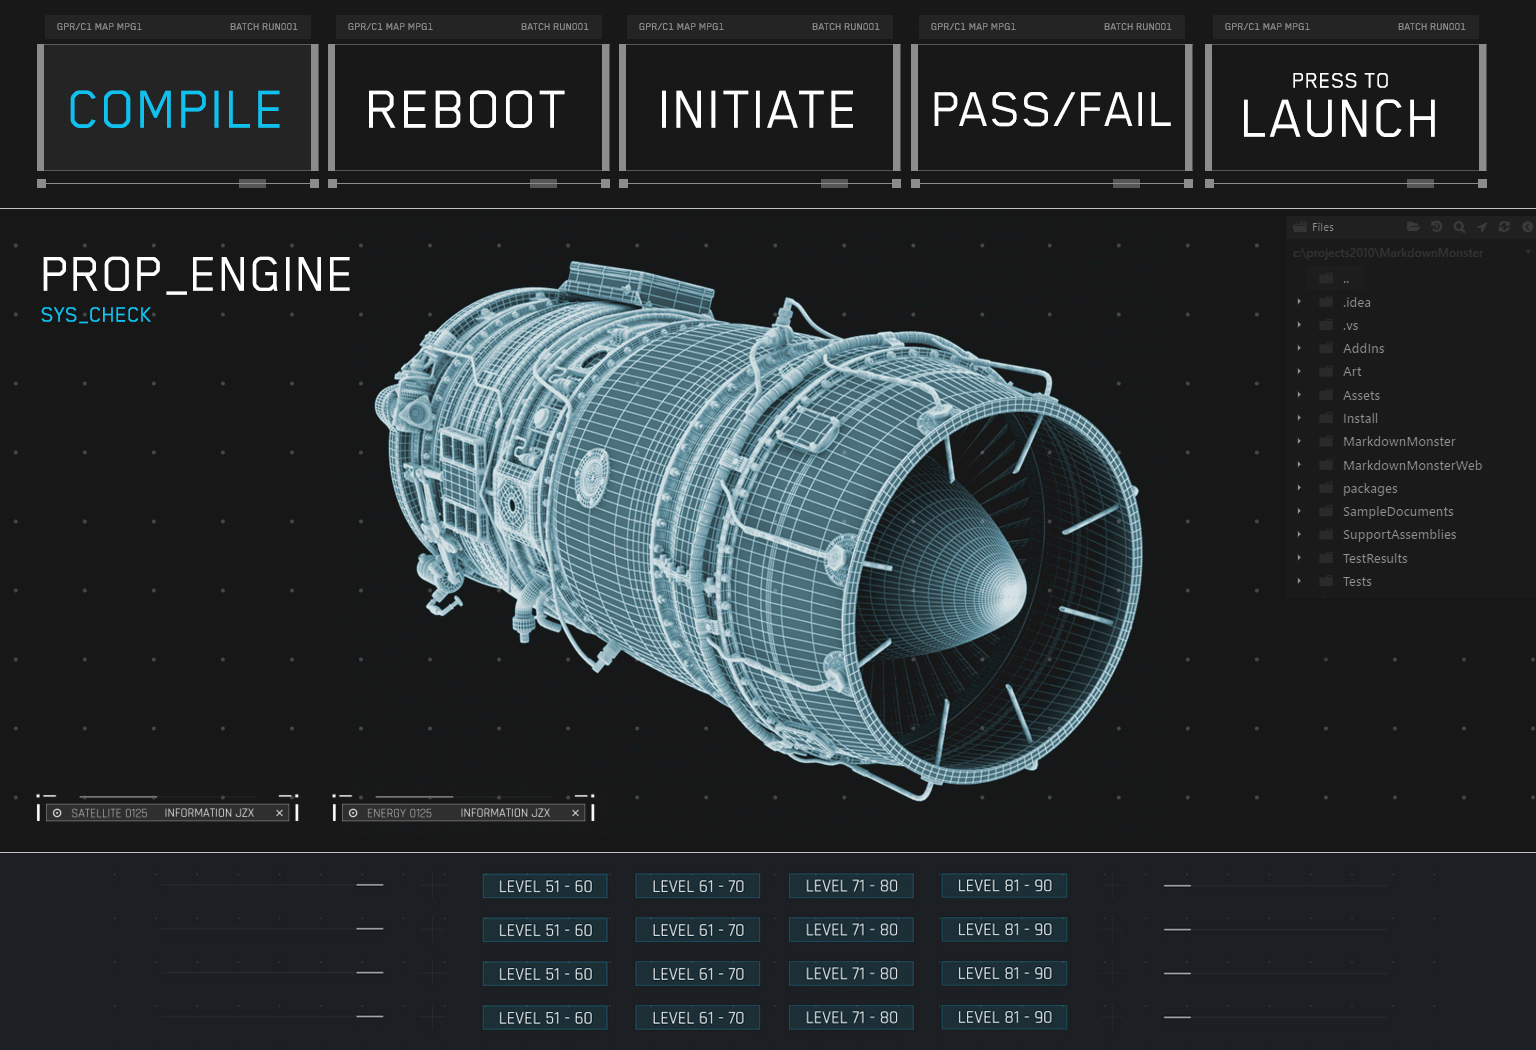 GPR/C1 MAP MPG1 BATCH RUN001
GPR/C1 MAP MPG1 BATCH RUN001
GPR/C1 MAP MPG1 BATCH RUN001
GPR/C1 MAP MPG1 BATCH RUN001
GPR/C1 MAP MPG1 BATCH RUN001
COMPILE
REBOOT
INITIATE
PASS/FAIL
PRESS TO
LAUNCH
PROP_ENGINE
SYS_CHECK
Files
c:\projects2010\MarkdownMonster
..
.idea
.vs
AddIns
Art
Assets
Install
MarkdownMonster
MarkdownMonsterWeb
packages
SampleDocuments
SupportAssemblies
TestResults
Tests
SATELLITE 0125 INFORMATION JZX ×
ENERGY 0125 INFORMATION JZX ×
LEVEL 51 - 60 LEVEL 61 - 70 LEVEL 71 - 80 LEVEL 81 - 90
LEVEL 51 - 60 LEVEL 61 - 70 LEVEL 71 - 80 LEVEL 81 - 90
LEVEL 51 - 60 LEVEL 61 - 70 LEVEL 71 - 80 LEVEL 81 - 90
LEVEL 51 - 60 LEVEL 61 - 70 LEVEL 71 - 80 LEVEL 81 - 90